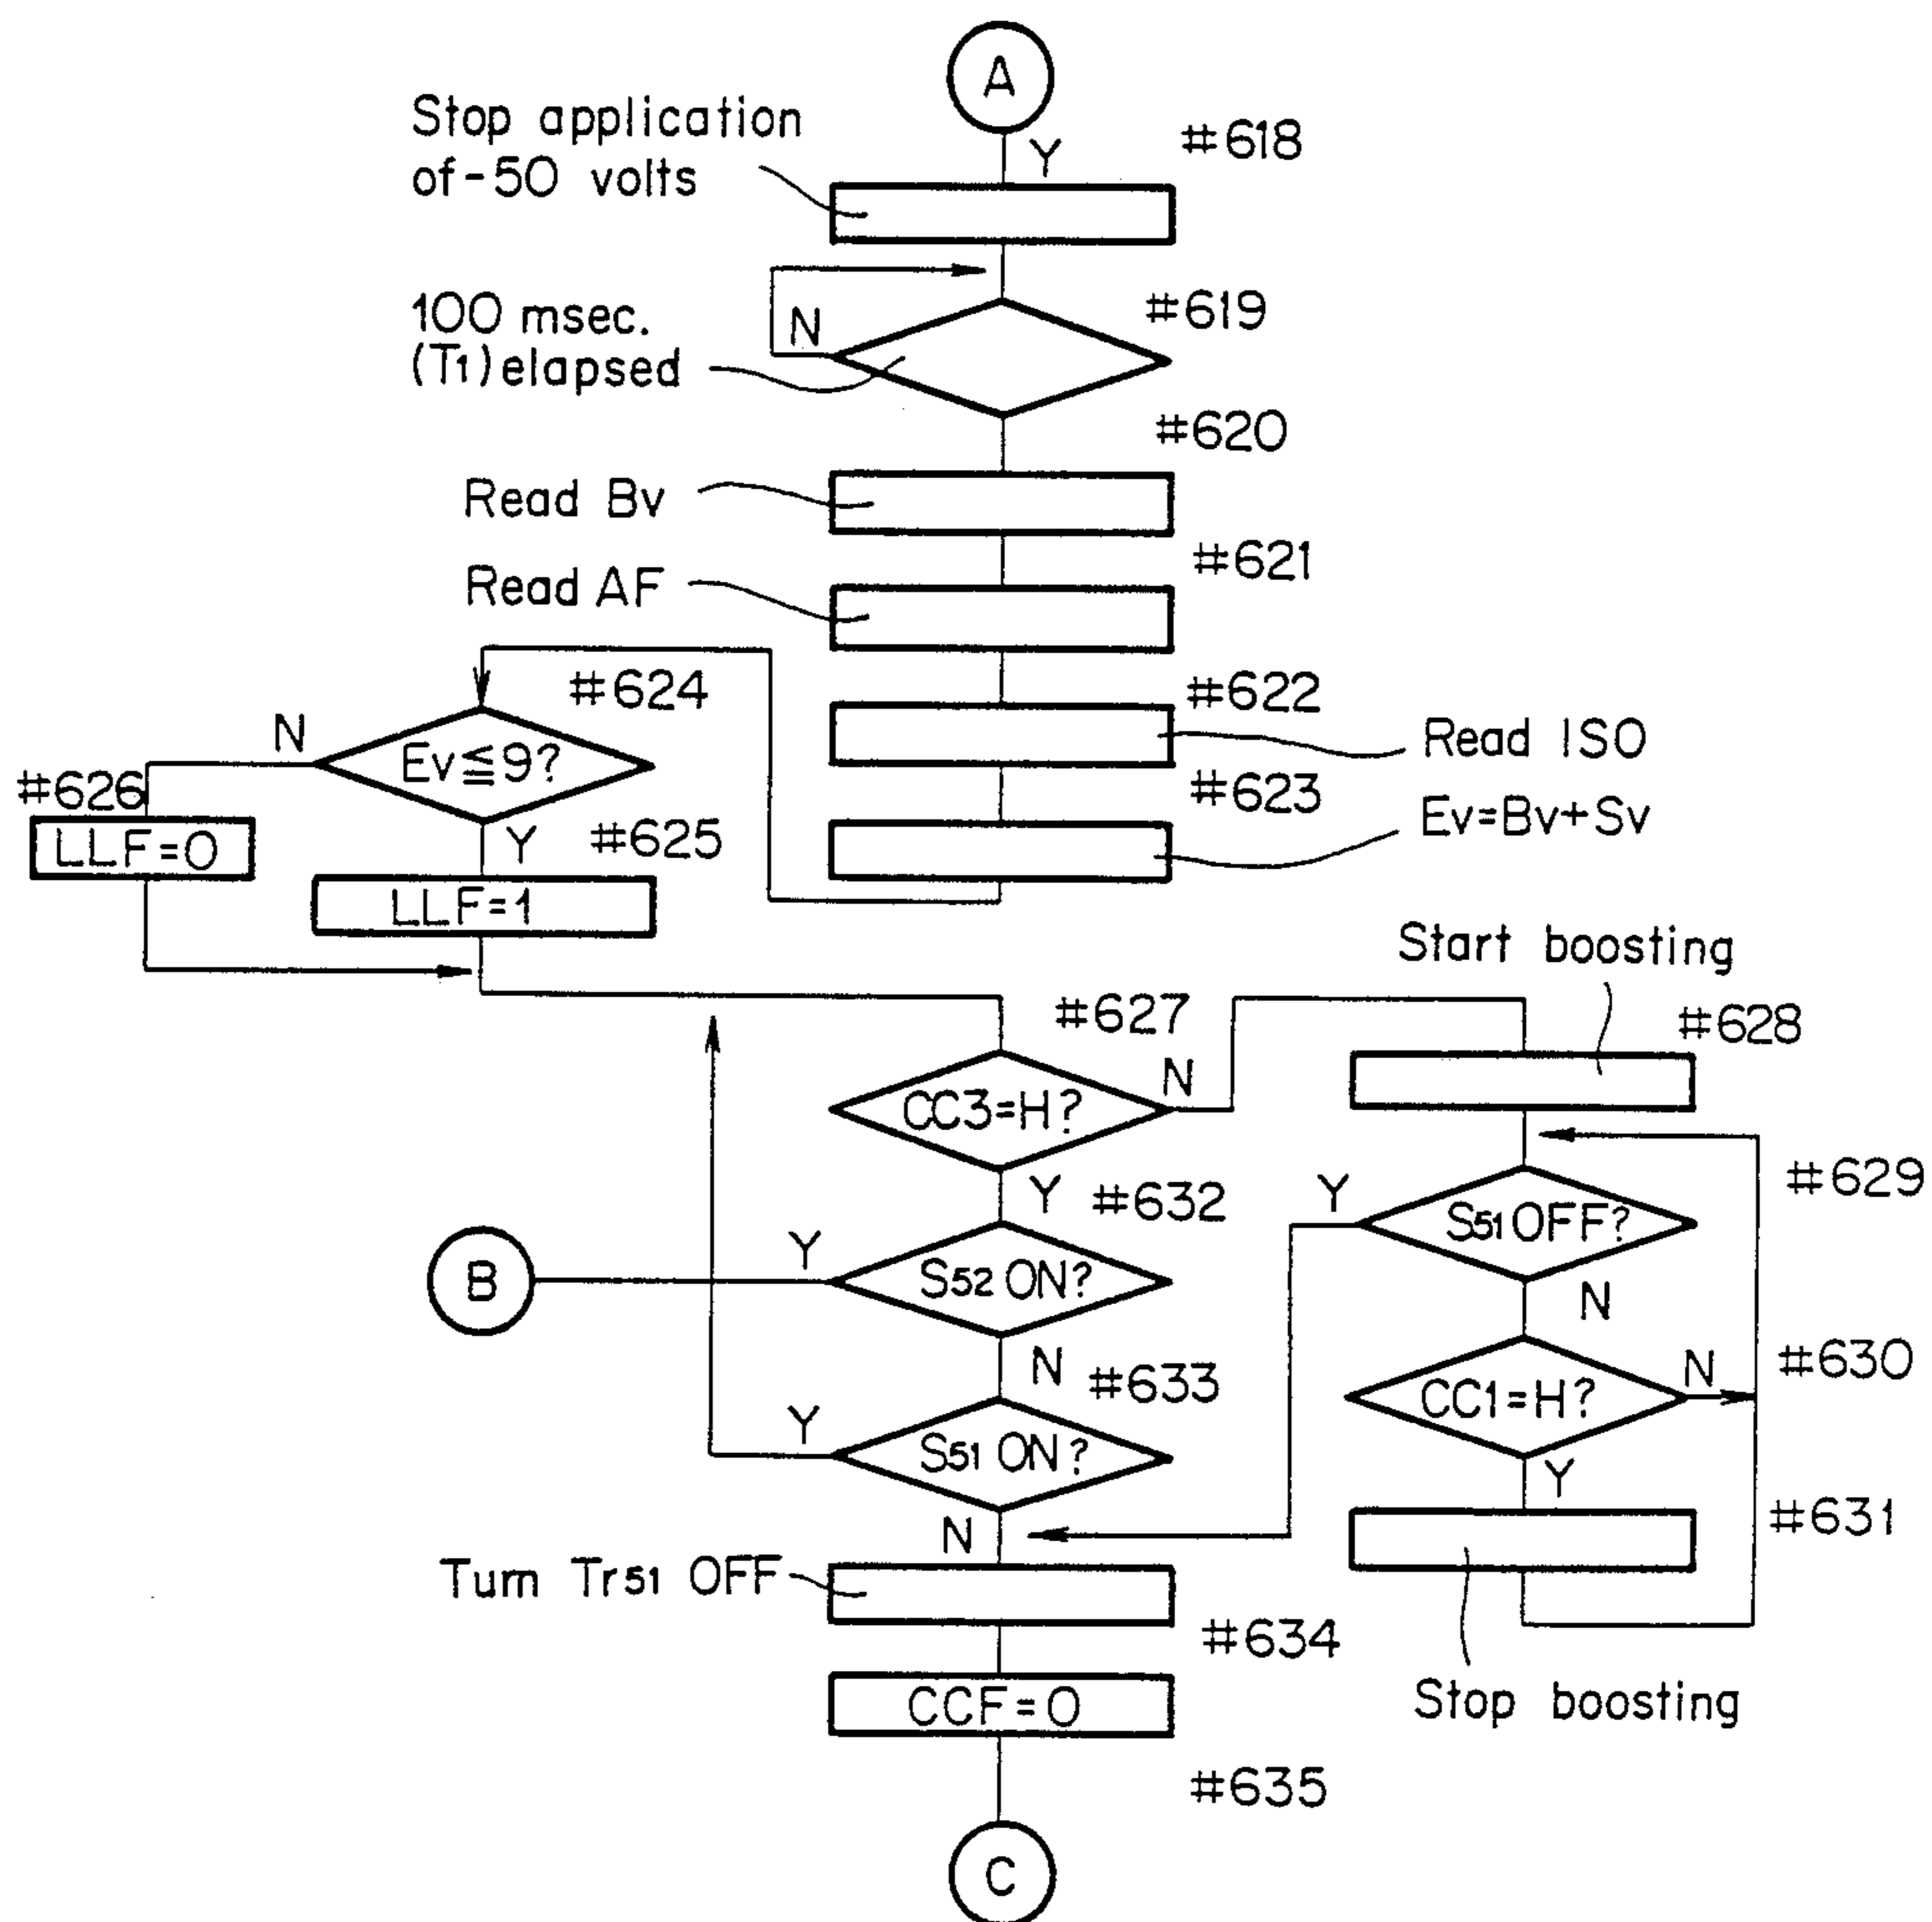 A
Stop application
of-50 volts
Y
#618
100 msec.
(T1) elapsed
N
#619
#620
Read Bv
#621
Read AF
#622
Read ISO
#623
Ev=Bv+Sv
#624
N
Ev≦9?
#626
LLF=0
Y
#625
LLF=1
Start boosting
#627
#628
CC3=H?
N
Y
#632
#629
Y
S51 OFF?
N
B
Y
S52 ON?
N
#633
#630
CC1=H?
N
Y
Y
S51 ON?
N
#631
Turn Tr51 OFF
#634
Stop boosting
CCF=0
#635
C